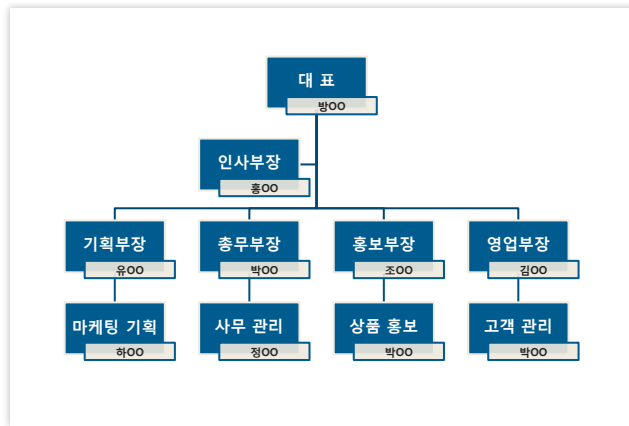 대 표
방OO
인사부장
홍OO
기획부장
유OO
총무부장
박OO
홍보부장
조OO
영업부장
김OO
마케팅 기획
하OO
사무 관리
정OO
상품 홍보
박OO
고객 관리
박OO